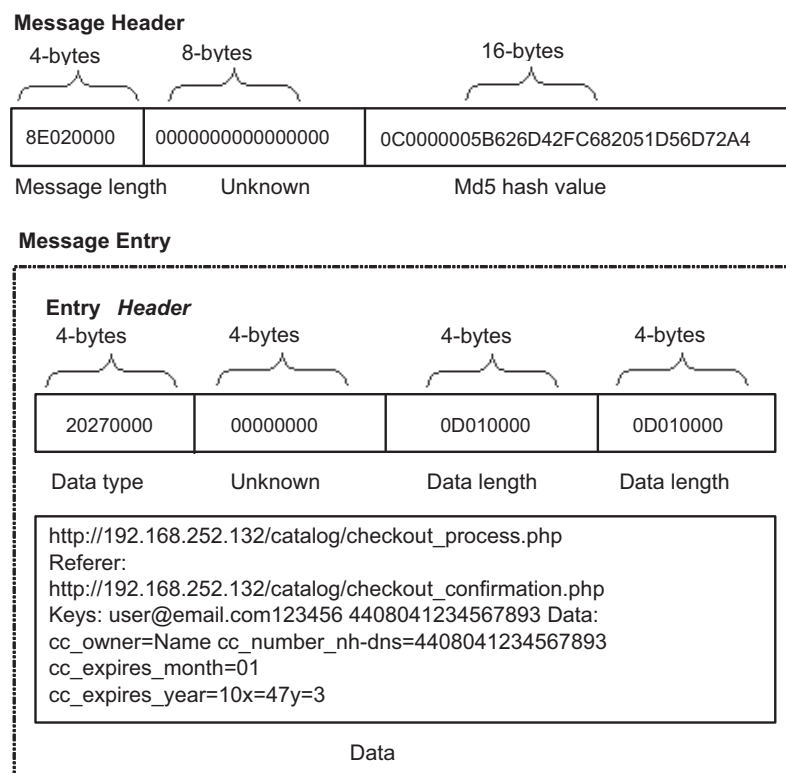 Message Header
4-bytes 8-bytes 16-bytes
8E020000 0000000000000000 0C0000005B626D42FC682051D56D72A4
Message length Unknown Md5 hash value
Message Entry
Entry Header
4-bytes 4-bytes 4-bytes 4-bytes
20270000 00000000 0D010000 0D010000
Data type Unknown Data length Data length
http://192.168.252.132/catalog/checkout_process.php
Referer:
http://192.168.252.132/catalog/checkout_confirmation.php
Keys: user@email.com123456 4408041234567893 Data:
cc_owner=Name cc_number_nh-dns=4408041234567893
cc_expires_month=01
cc_expires_year=10x=47y=3
Data